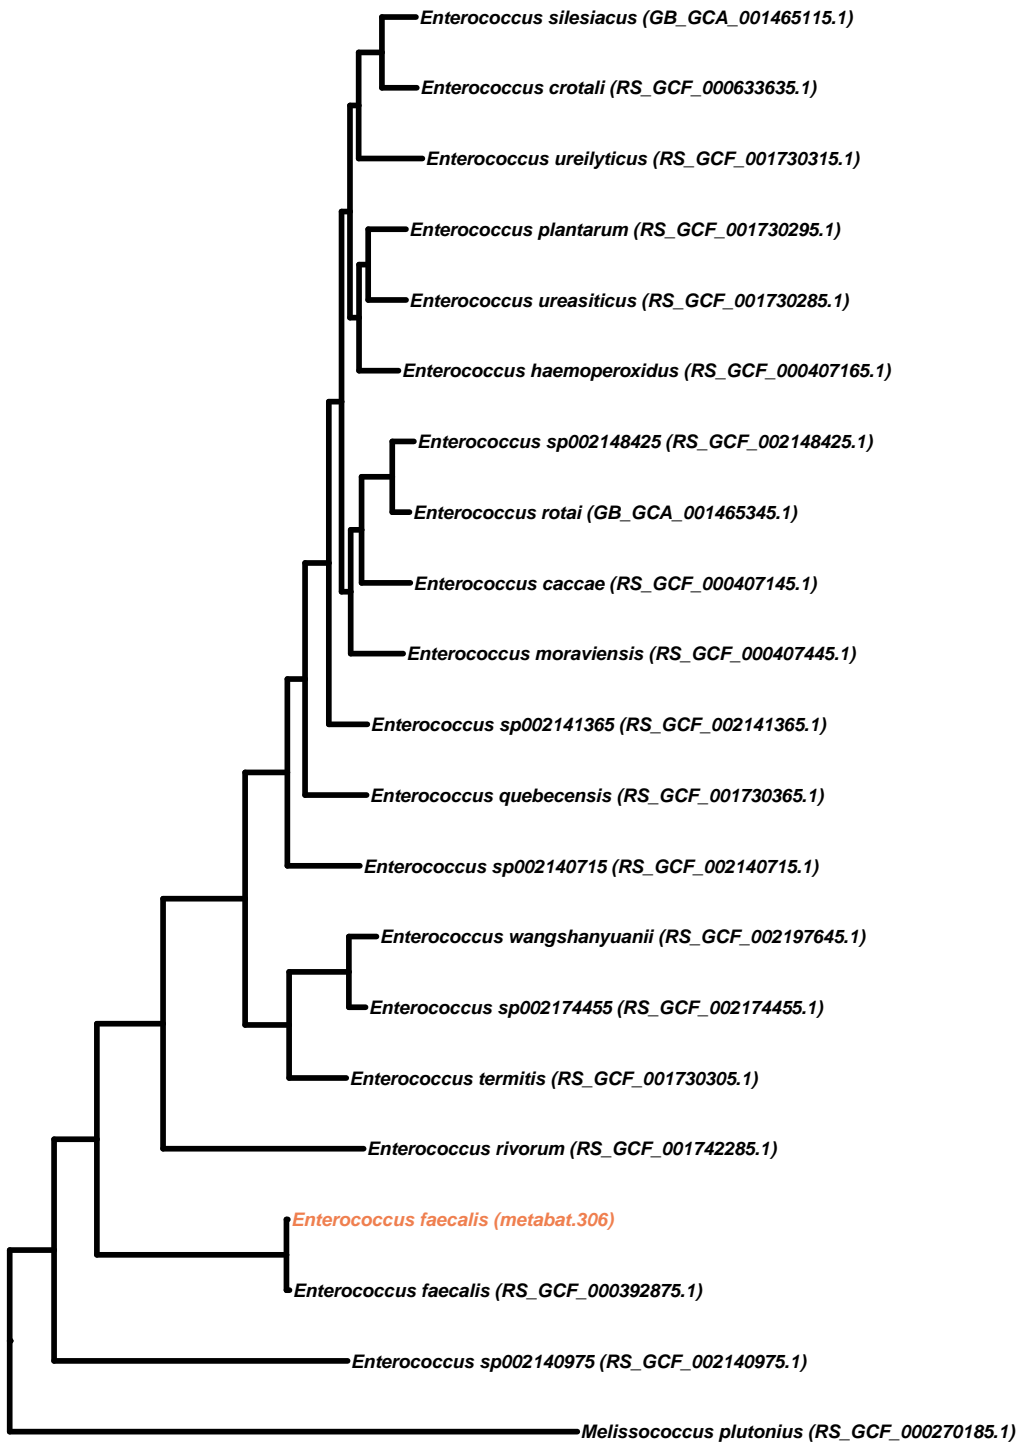 Enterococcus silesiacus (GB_GCA_001465115.1)
Enterococcus crotali (RS_GCF_000633635.1)
Enterococcus ureilyticus (RS_GCF_001730315.1)
Enterococcus plantarum (RS_GCF_001730295.1)
Enterococcus ureasiticus (RS_GCF_001730285.1)
Enterococcus haemoperoxidus (RS_GCF_000407165.1)
Enterococcus sp002148425 (RS_GCF_002148425.1)
Enterococcus rotai (GB_GCA_001465345.1)
Enterococcus caccae (RS_GCF_000407145.1)
Enterococcus moraviensis (RS_GCF_000407445.1)
Enterococcus sp002141365 (RS_GCF_002141365.1)
Enterococcus quebecensis (RS_GCF_001730365.1)
Enterococcus sp002140715 (RS_GCF_002140715.1)
Enterococcus wangshanyuanii (RS_GCF_002197645.1)
Enterococcus sp002174455 (RS_GCF_002174455.1)
Enterococcus termitis (RS_GCF_001730305.1)
Enterococcus rivorum (RS_GCF_001742285.1)
Enterococcus faecalis (metabat.306)
Enterococcus faecalis (RS_GCF_000392875.1)
Enterococcus sp002140975 (RS_GCF_002140975.1)
Melissococcus plutonius (RS_GCF_000270185.1)